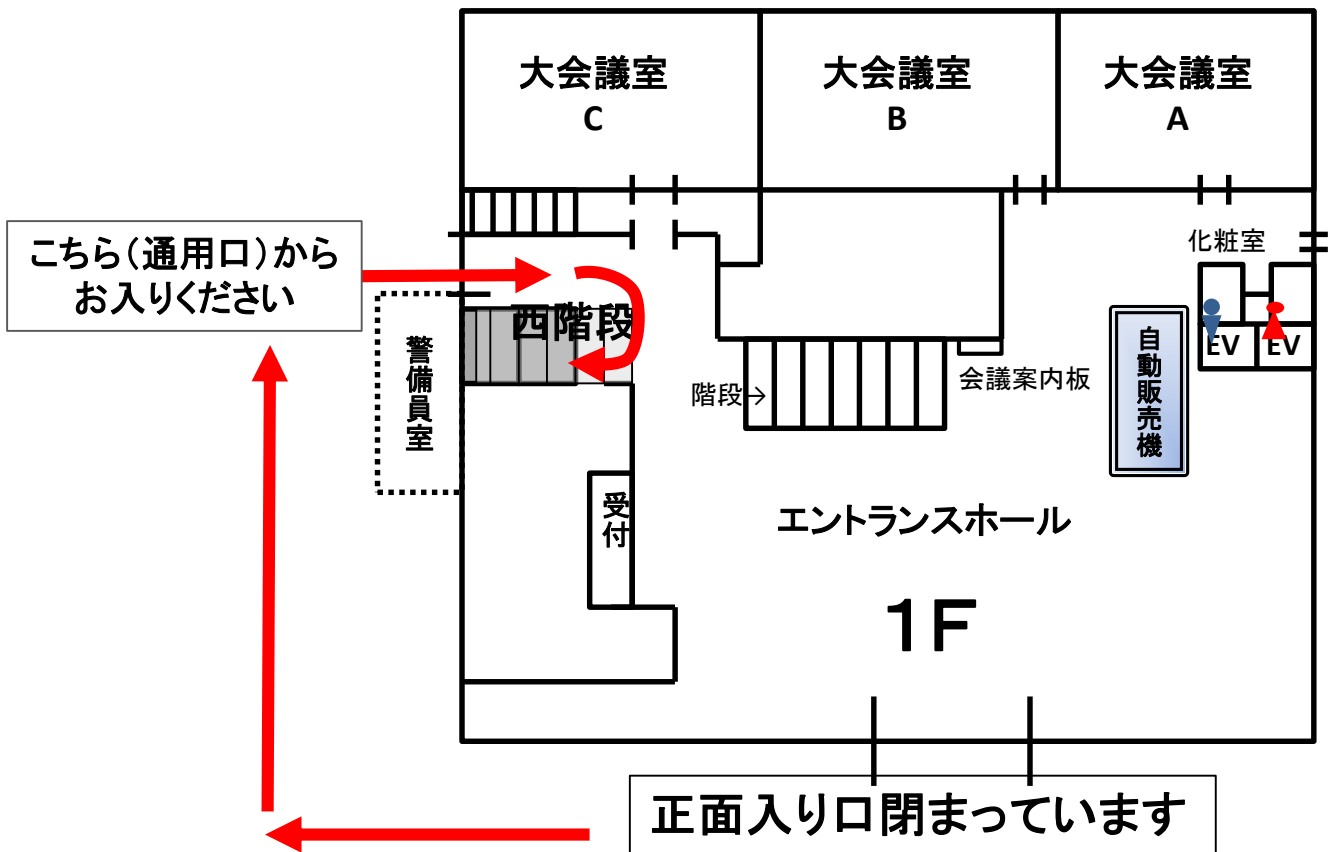 大会議室
C
大会議室
B
大会議室
A
こちら（通用口）から
お入りください
化粧室
西階段
警備員室
階段→
会議案内板
自動販売機
EV
EV
受付
エントランスホール
１Ｆ
正面入り口閉まっています